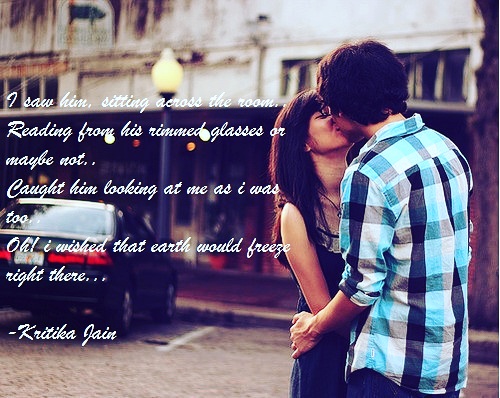 I saw him, sitting across the room..
Reading from his rimmed glasses or
maybe not..
Caught him looking at me as i was
too..
Oh! i wished that earth would freeze
right there...
-Kritika Jain